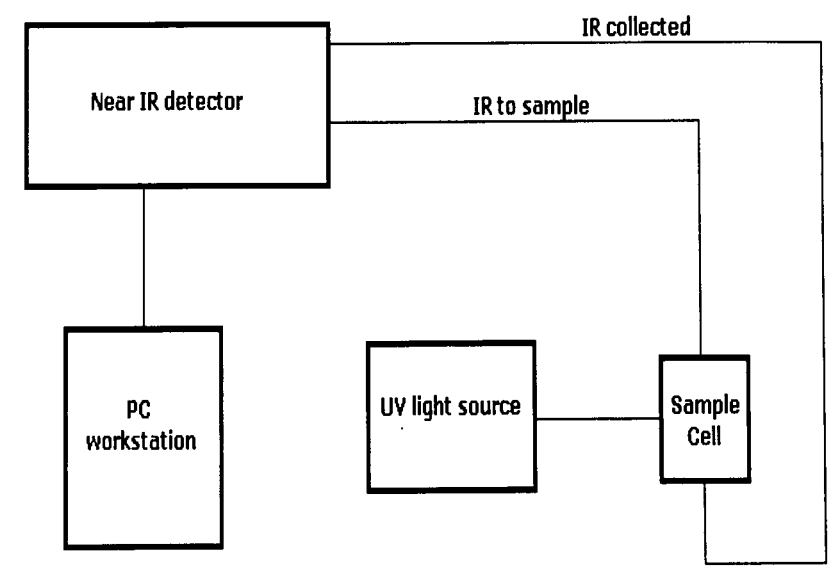 IR collected
Near IR detector
IR to sample
PC
workstation
UV light source
Sample
Cell